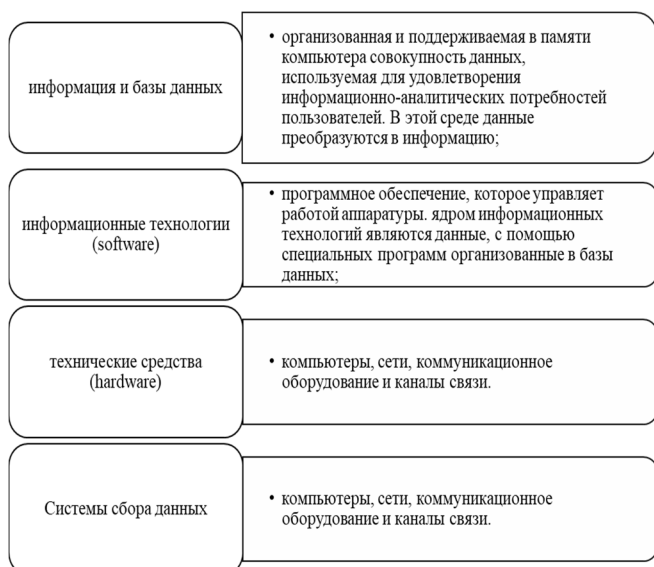 информация и базы данных
• организованная и поддерживаемая в памяти
компьютера совокупность данных,
используемая для удовлетворения
информационно-аналитических потребностей
пользователей. В этой среде данные
преобразуются в информацию;
информационные технологии
(software)
• программное обеспечение, которое управляет
работой аппаратуры. ядром информационных
технологий являются данные, с помощью
специальных программ организованные в базы
данных;
технические средства
(hardware)
• компьютеры, сети, коммуникационное
оборудование и каналы связи.
Системы сбора данных
• компьютеры, сети, коммуникационное
оборудование и каналы связи.